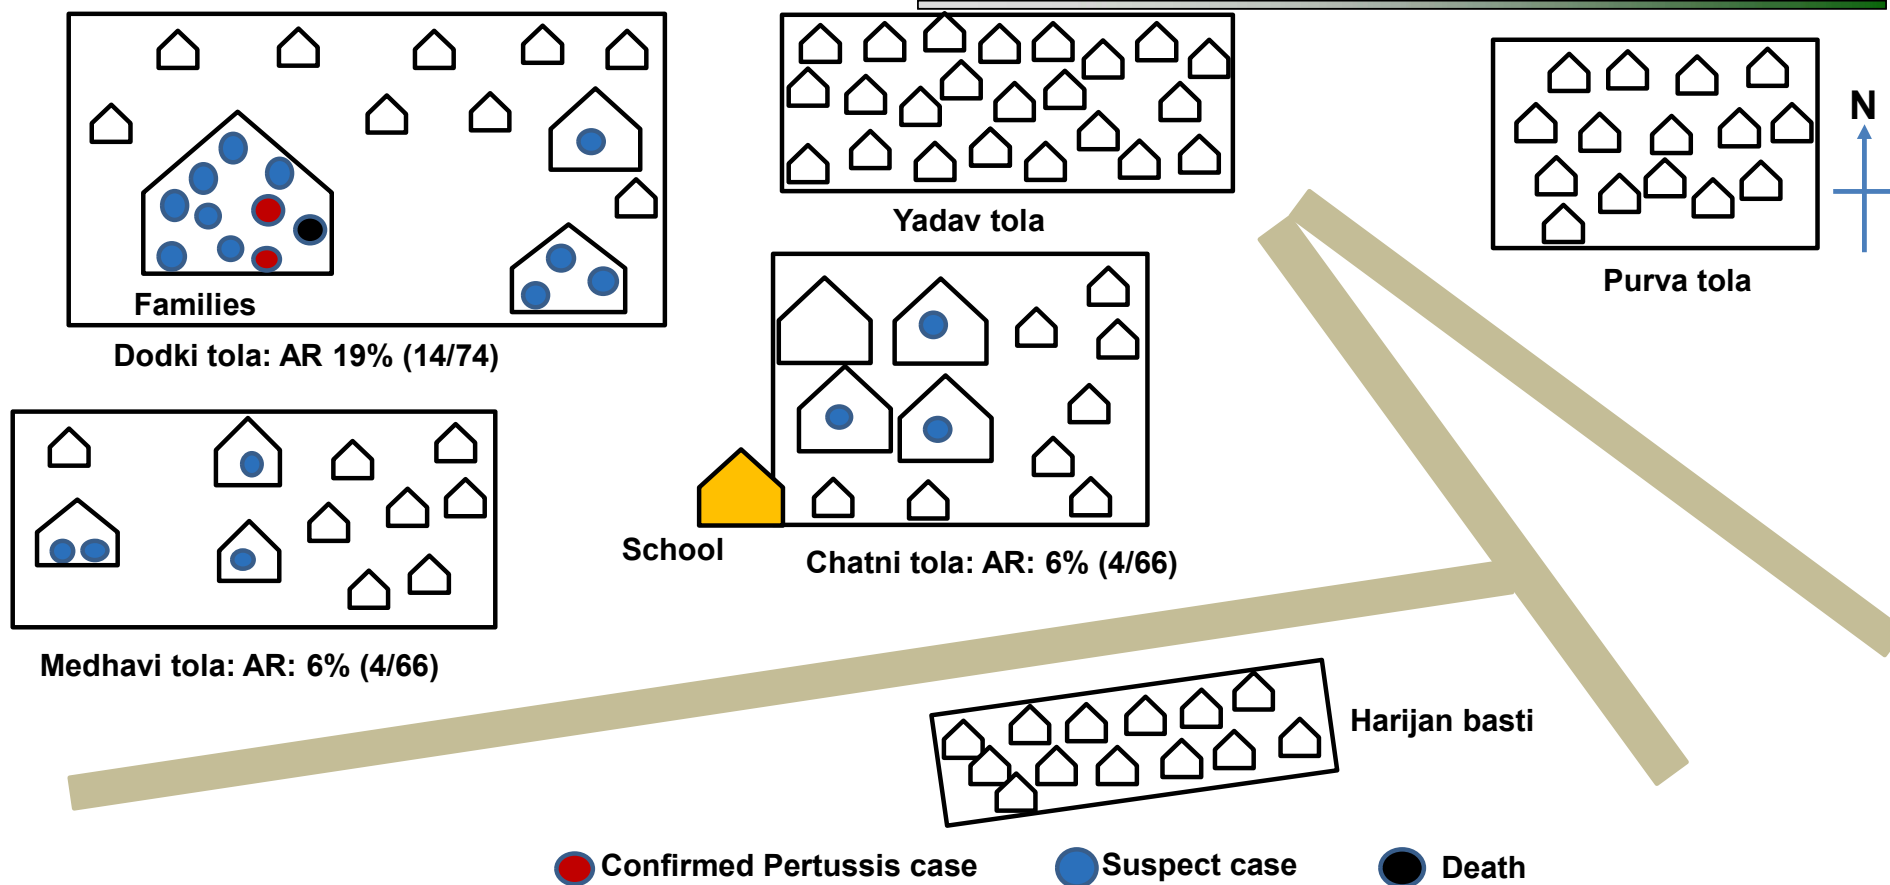 N
Yadav tola
Purva tola
Families
Dodki tola: AR 19% (14/74)
School
Chatni tola: AR: 6% (4/66)
Medhavi tola: AR: 6% (4/66)
Harijan basti
Confirmed Pertussis case
Suspect case
Death